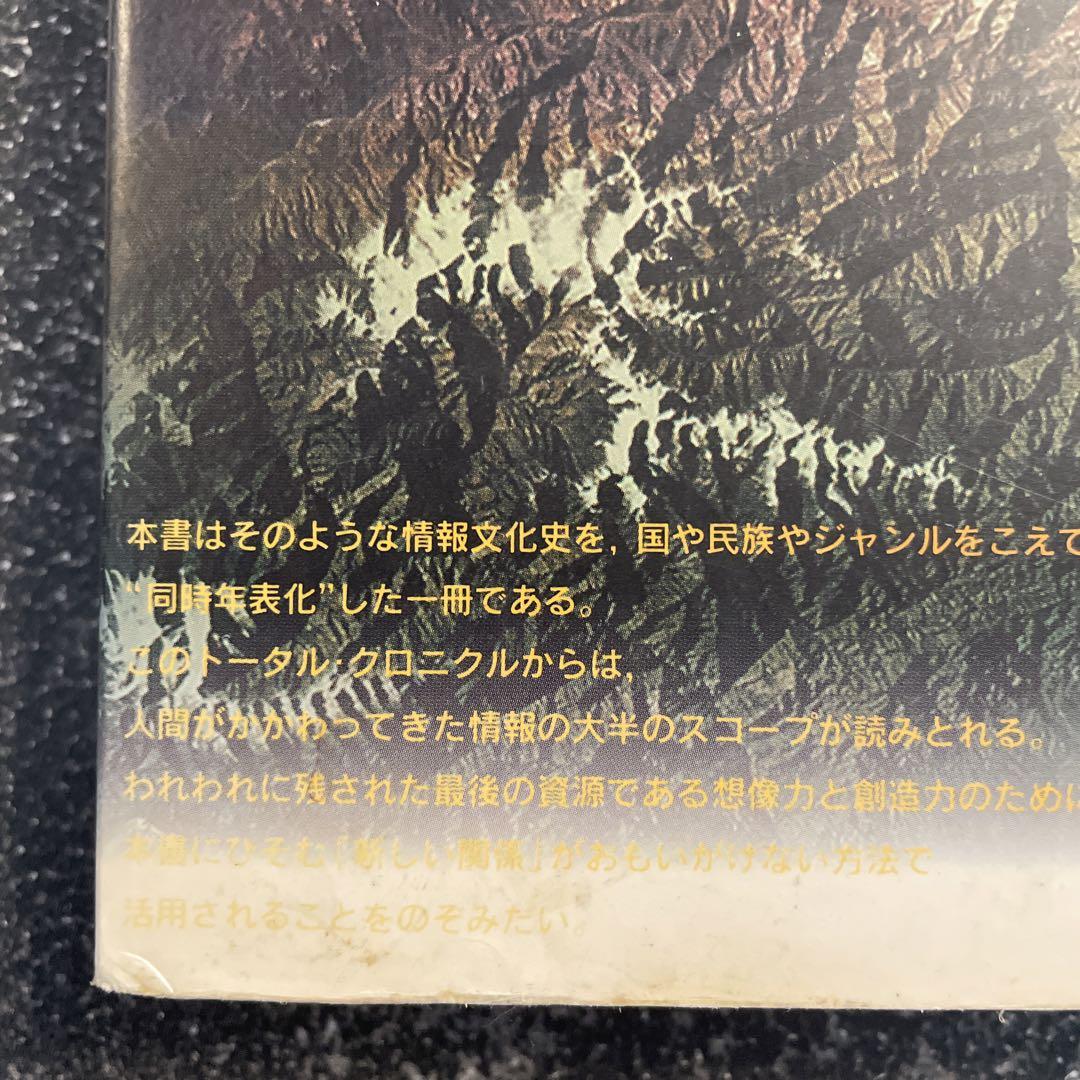 本書はそのような情報文化史を，国や民族やジャンルをこえて
“同時年表化”した一冊である。
このトータル・クロニクルからは，
人間がかかわってきた情報の大半のスコープが読みとれる。
われわれに残された最後の資源である想像力と創造力のために
本書にひそむ「新しい関係」がおもいがけない方法で
活用されることをのぞみたい。